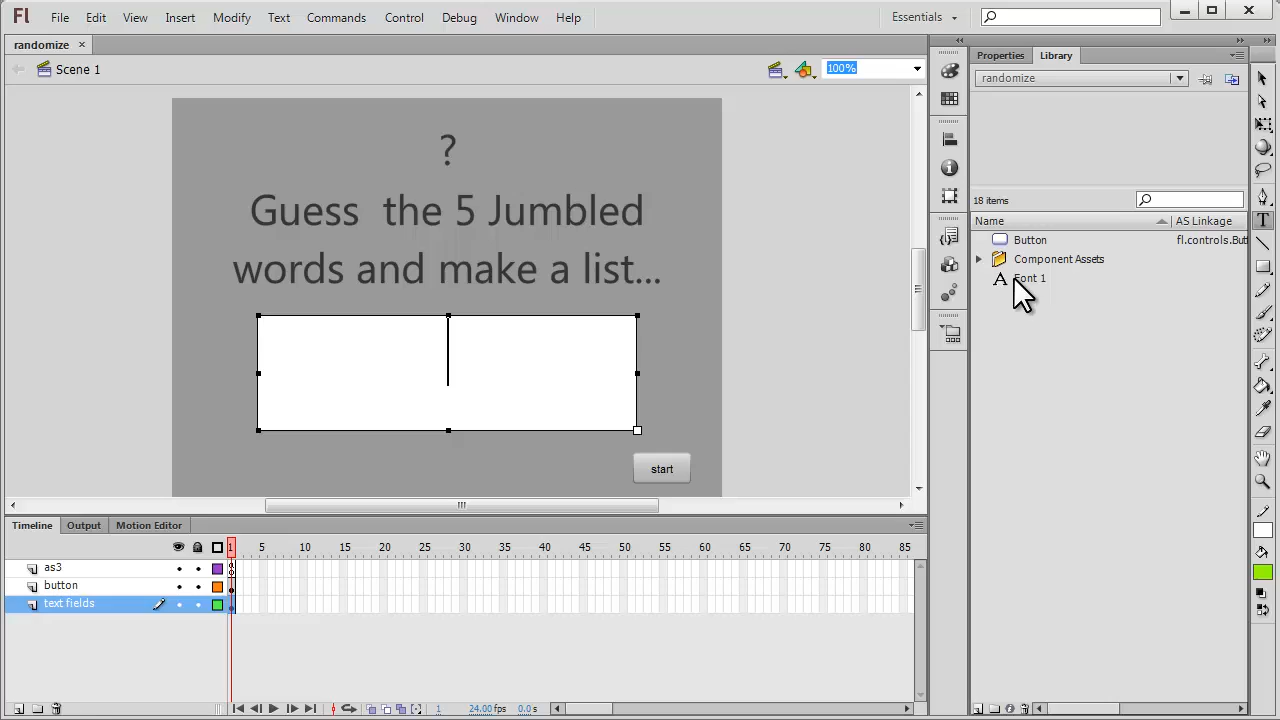 Fl File Edit View Insert Modify Text Commands Control Debug Window Help Essentials
randomize
Scene 1
100%
?
Guess the 5 Jumbled
words and make a list...
start
Properties Library
randomize
18 items
Name AS Linkage
Button fl.controls.But
Component Assets
Font 1
T
Timeline Output Motion Editor
1 5 10 15 20 25 30 35 40 45 50 55 60 65 70 75 80 85
as3
button
text fields
1 24.00 fps 0.0 s